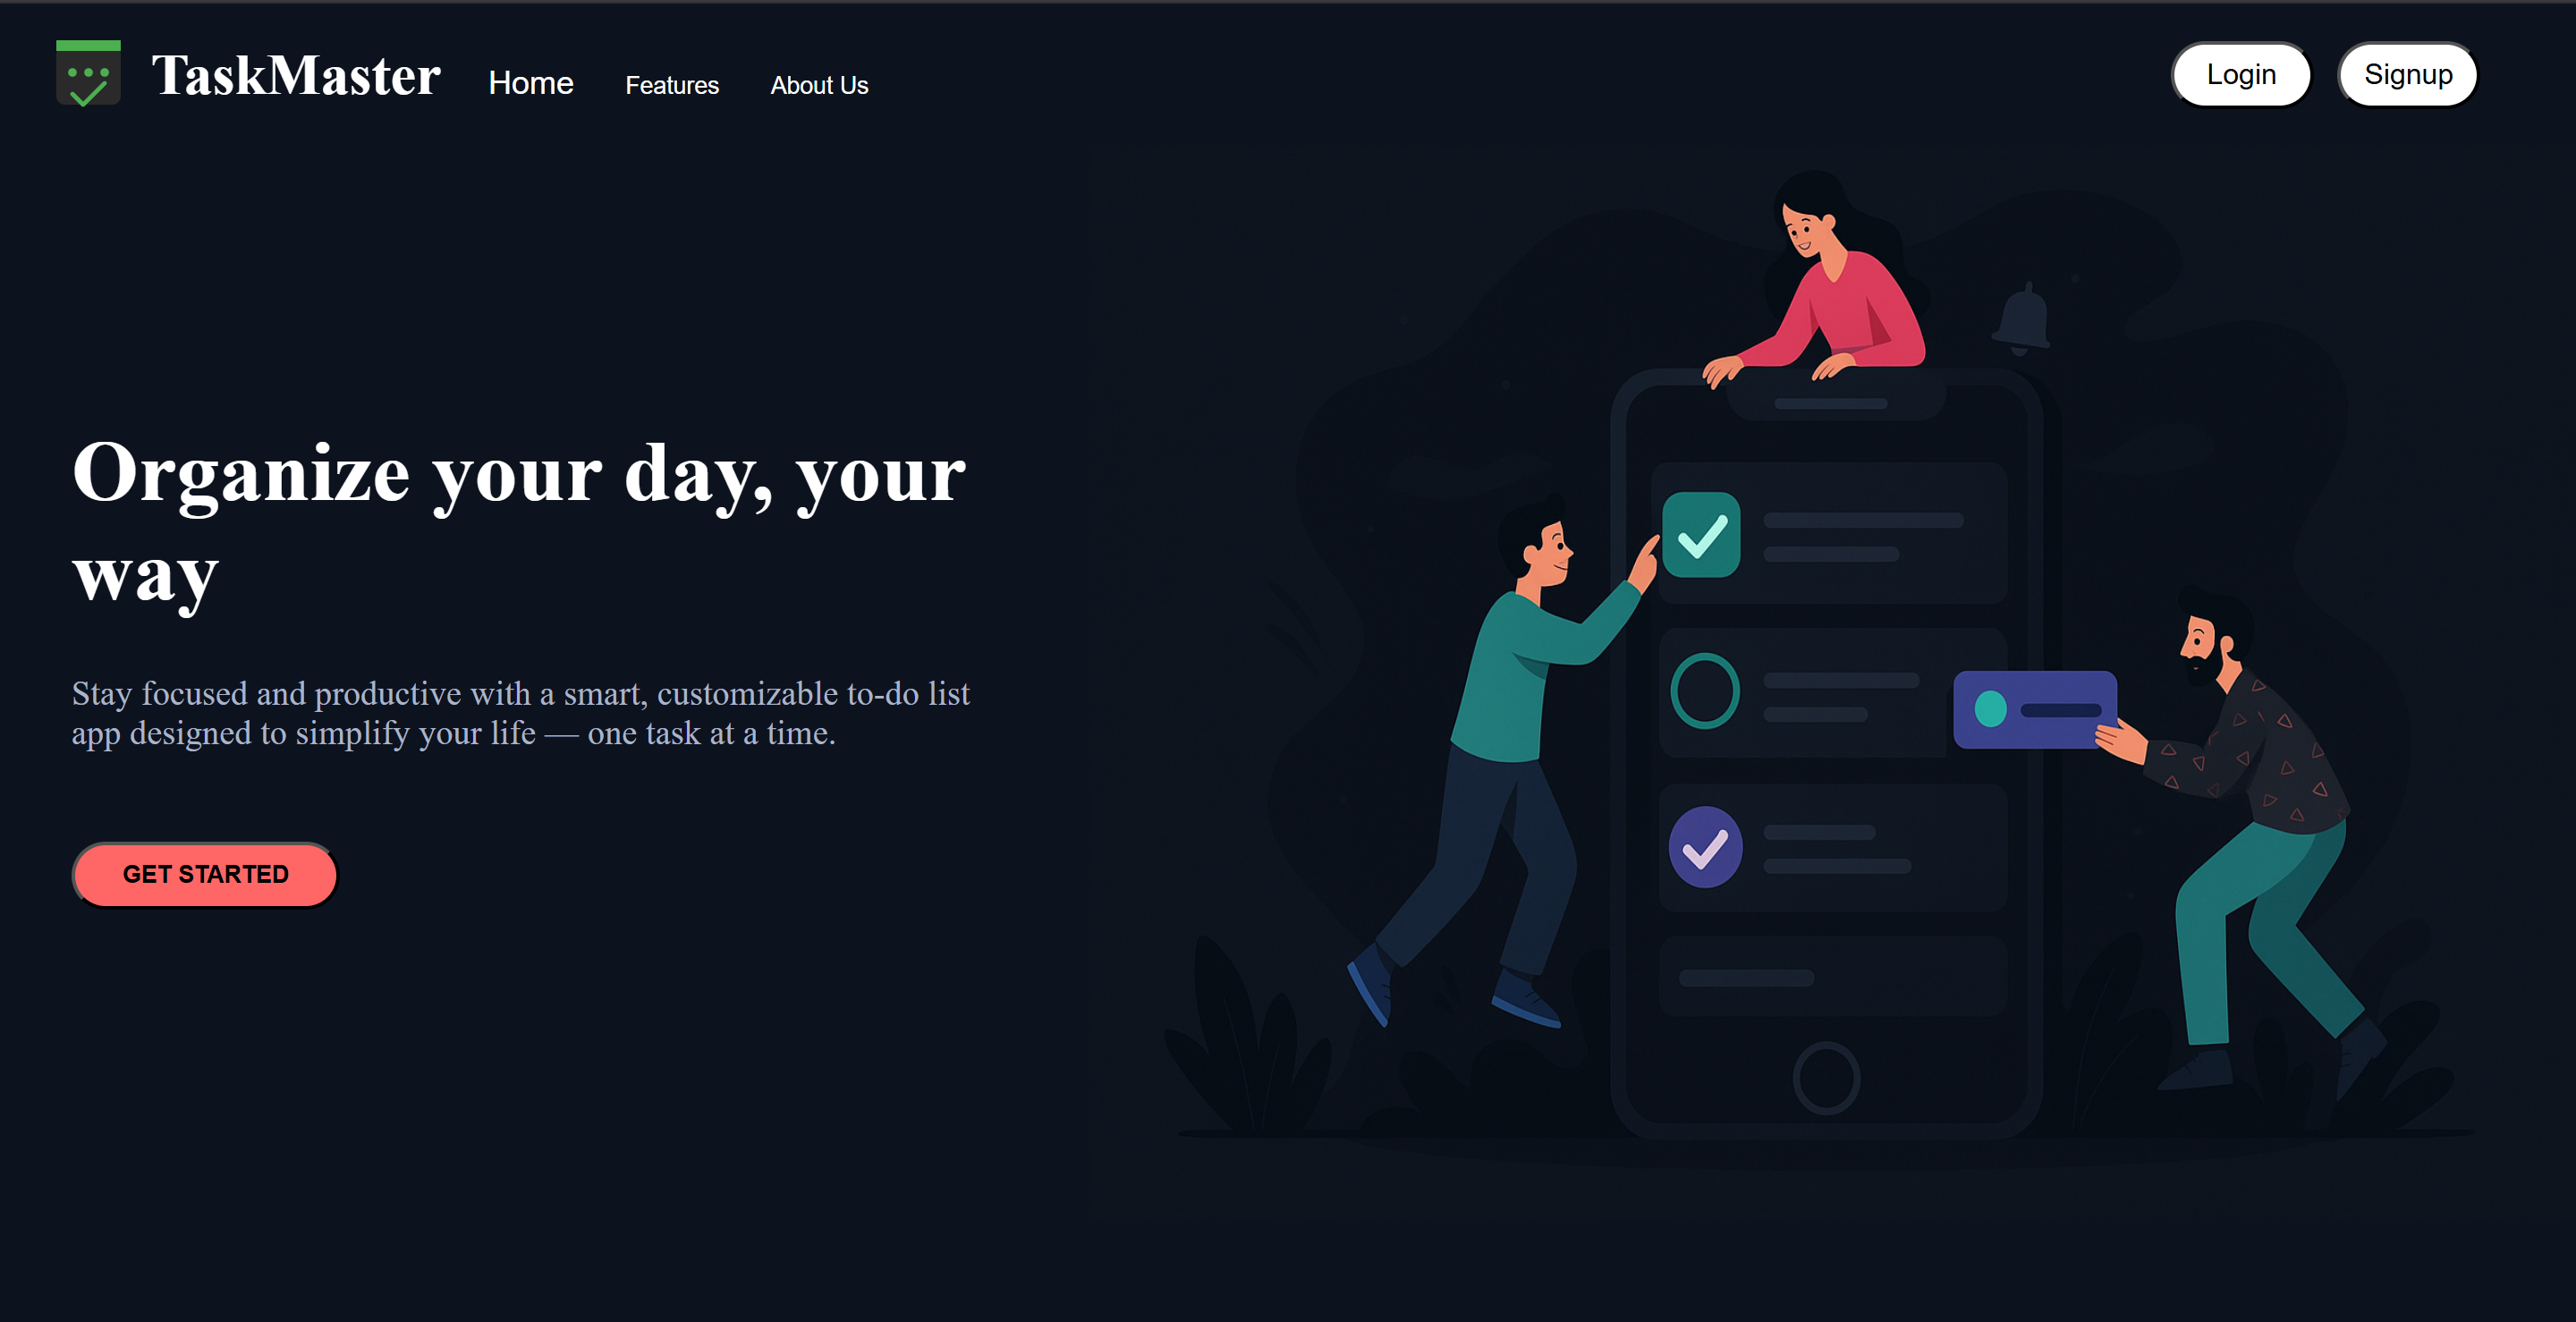 TaskMaster
Home
Features
About Us
Login
Signup
Organize your day, your
way
Stay focused and productive with a smart, customizable to-do list
app designed to simplify your life — one task at a time.
GET STARTED